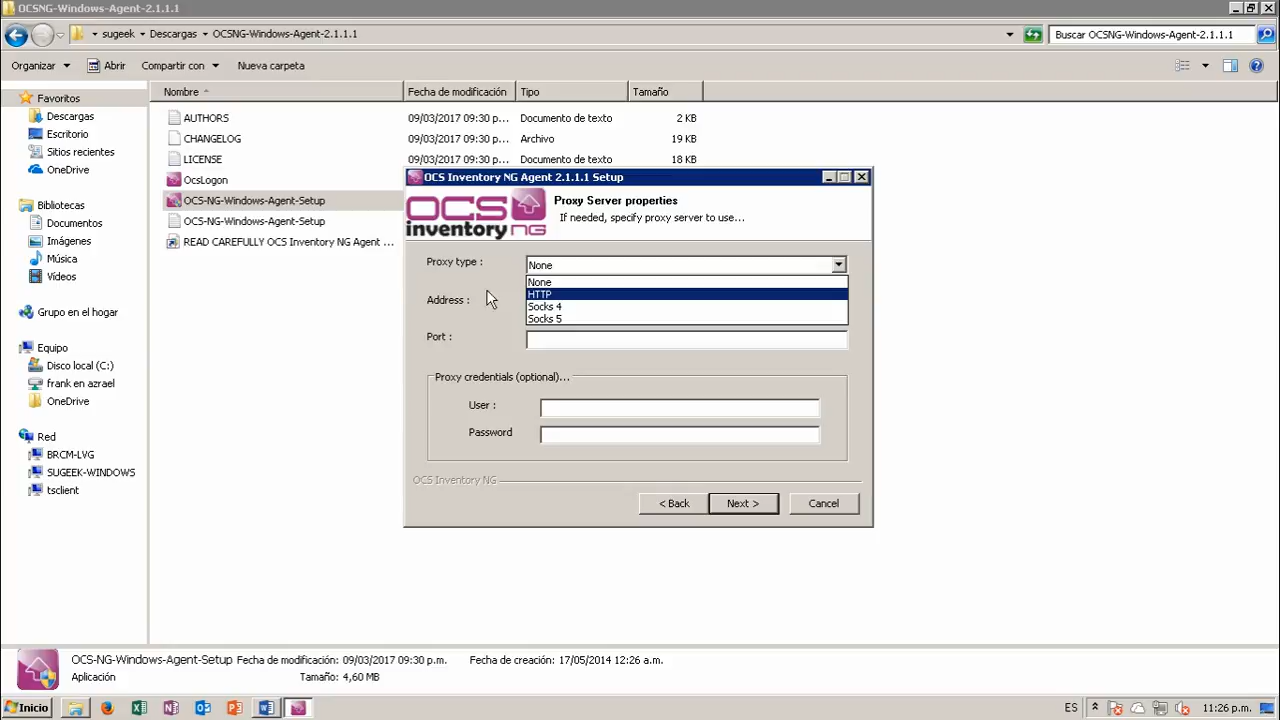 OCSNG-Windows-Agent-2.1.1.1
sugeek
Descargas
OCSNG-Windows-Agent-2.1.1.1
Buscar OCSNG-Windows-Agent-2.1.1.1
Organizar
Abrir
Compartir con
Nueva carpeta
Nombre
Fecha de modificación
Tipo
Tamaño
Favoritos
Descargas
Escritorio
Sitios recientes
OneDrive
Bibliotecas
Documentos
Imágenes
Música
Vídeos
Grupo en el hogar
Equipo
Disco local (C:)
frank en azrael
OneDrive
Red
BRCM-LVG
SUGEEK-WINDOWS
tsclient
AUTHORS 09/03/2017 09:30 p... Documento de texto 2 KB
CHANGELOG 09/03/2017 09:30 p... Archivo 19 KB
LICENSE 09/03/2017 09:30 p... Documento de texto 18 KB
OcsLogon
OCS-NG-Windows-Agent-Setup
OCS-NG-Windows-Agent-Setup
READ CAREFULLY OCS Inventory NG Agent ...
OCS Inventory NG Agent 2.1.1.1 Setup
OCS
inventory NG
Proxy Server properties
If needed, specify proxy server to use...
Proxy type :
None
None
HTTP
Socks 4
Socks 5
Address :
Port :
Proxy credentials (optional)...
User :
Password
OCS Inventory NG
< Back
Next >
Cancel
OCS-NG-Windows-Agent-Setup Fecha de modificación: 09/03/2017 09:30 p.m. Fecha de creación: 17/05/2014 12:26 a.m.
Aplicación Tamaño: 4,60 MB
Inicio
ES
11:26 p.m.